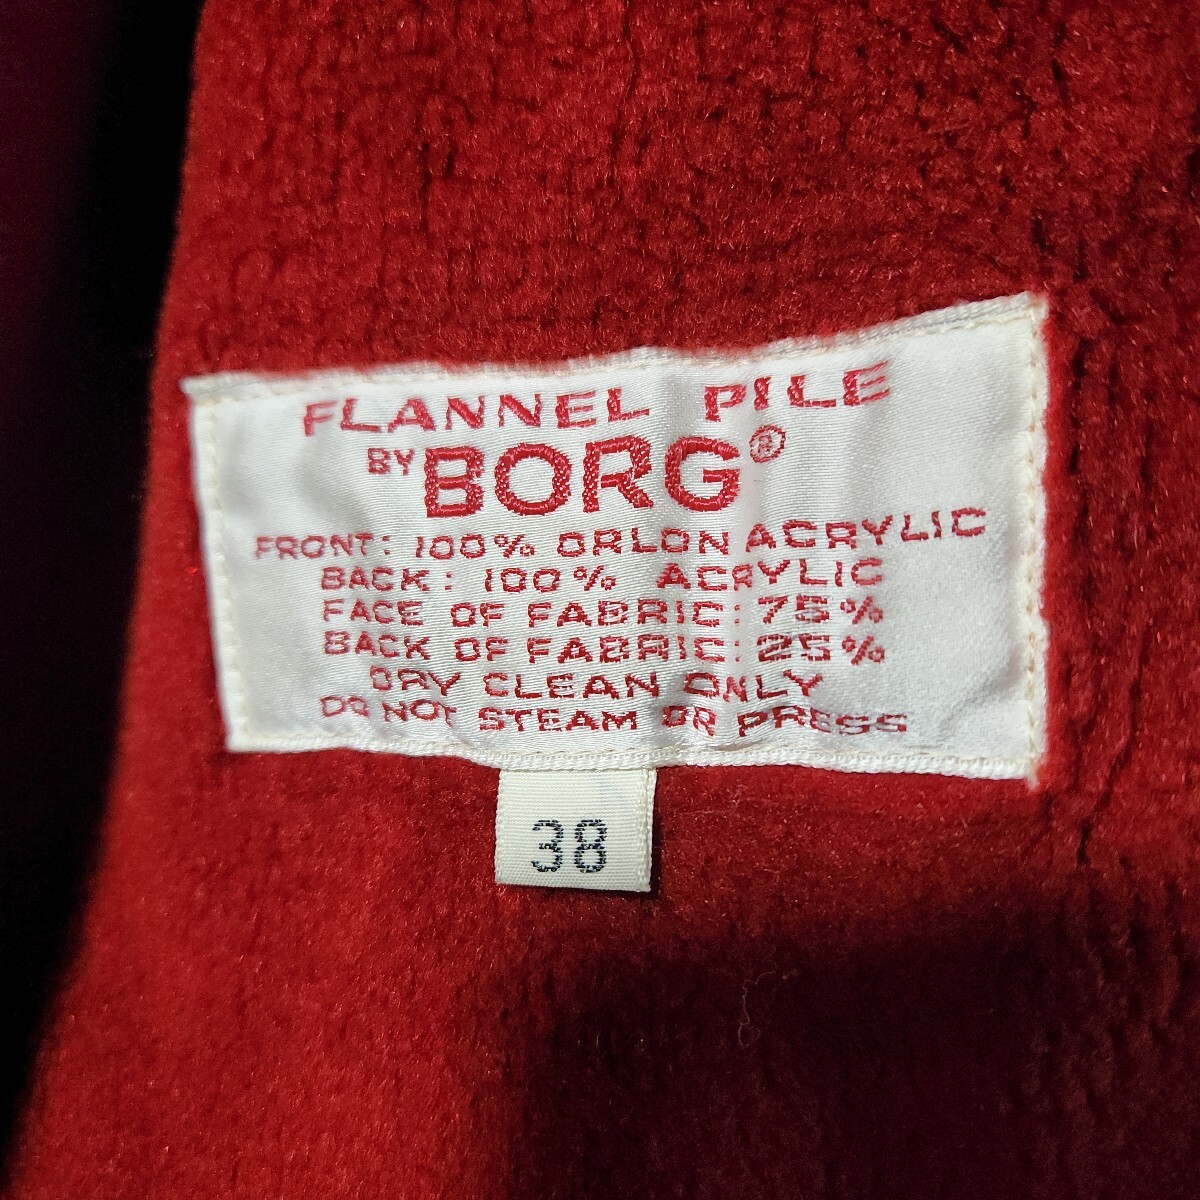 FLANNEL PILE
BY BORG®
FRONT: 100% ORLON ACRYLIC
BACK: 100% ACRYLIC
FACE OF FABRIC: 75%
BACK OF FABRIC: 25%
DRY CLEAN ONLY
DO NOT STEAM OR PRESS
38